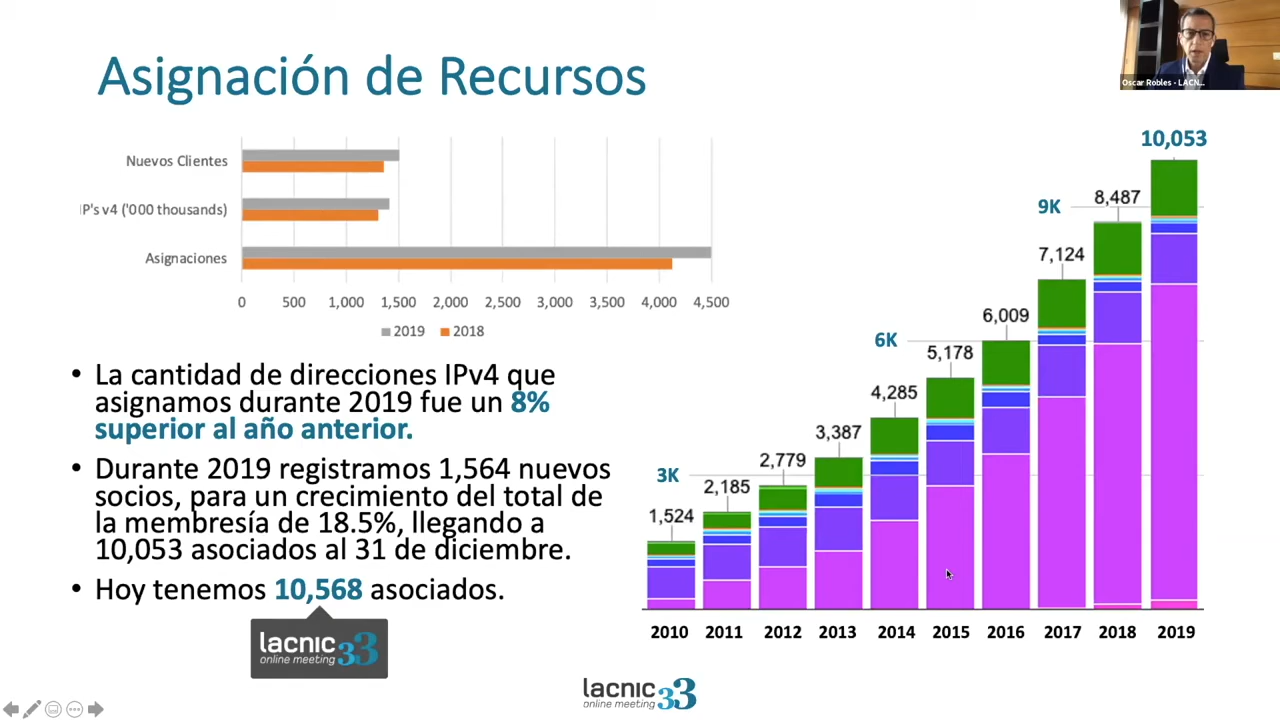 Asignación de Recursos
Oscar Robles - LACN...
Nuevos Clientes
IP's v4 ('000 thousands)
Asignaciones
0 500 1,000 1,500 2,000 2,500 3,000 3,500 4,000 4,500
2019 2018
La cantidad de direcciones IPv4 que
asignamos durante 2019 fue un 8%
superior al año anterior.
Durante 2019 registramos 1,564 nuevos
socios, para un crecimiento del total de
la membresía de 18.5%, llegando a
10,053 asociados al 31 de diciembre.
Hoy tenemos 10,568 asociados.
lacnic 33
online meeting
10,053
9K
8,487
7,124
6K
6,009
5,178
4,285
3,387
3K
2,779
2,185
1,524
2010 2011 2012 2013 2014 2015 2016 2017 2018 2019
lacnic 33
online meeting